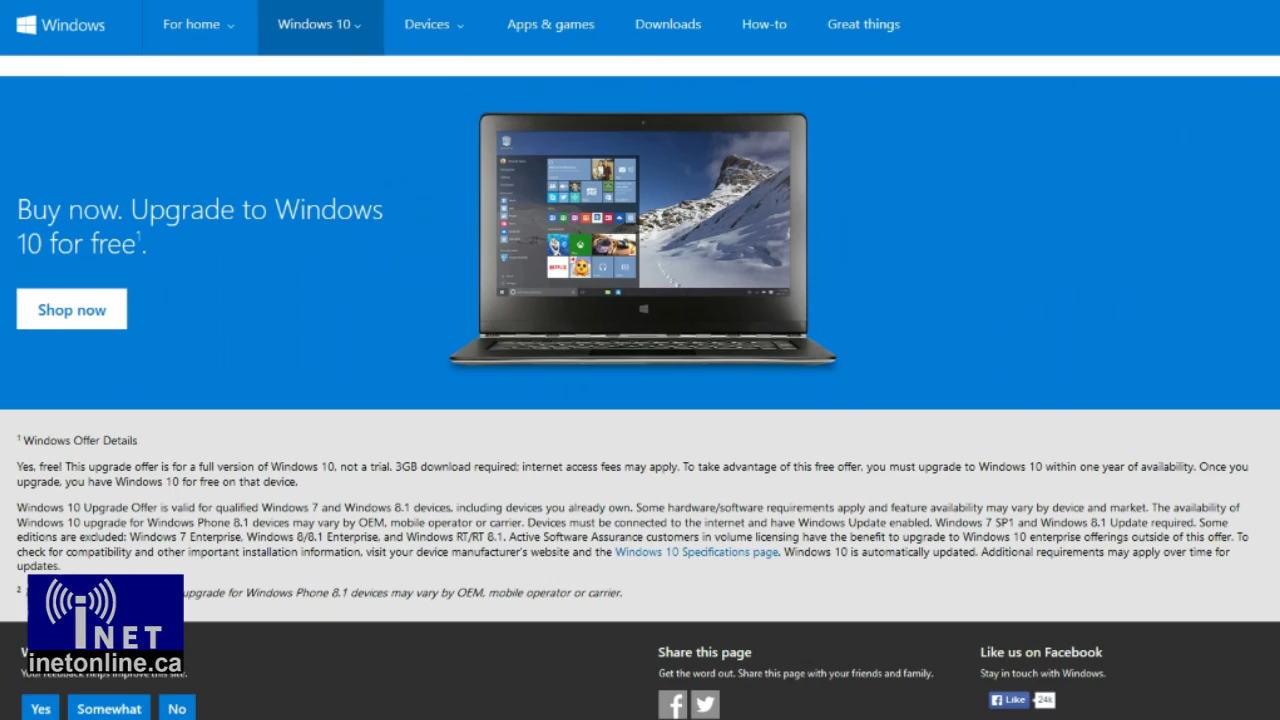 Windows
For home
Windows 10
Devices
Apps & games
Downloads
How-to
Great things
Buy now. Upgrade to Windows
10 for free¹.
Shop now
¹ Windows Offer Details
Yes, free! This upgrade offer is for a full version of Windows 10, not a trial. 3GB download required; internet access fees may apply. To take advantage of this free offer, you must upgrade to Windows 10 within one year of availability. Once you
upgrade, you have Windows 10 for free on that device.
Windows 10 Upgrade Offer is valid for qualified Windows 7 and Windows 8.1 devices, including devices you already own. Some hardware/software requirements apply and feature availability may vary by device and market. The availability of
Windows 10 upgrade for Windows Phone 8.1 devices may vary by OEM, mobile operator or carrier. Devices must be connected to the internet and have Windows Update enabled. Windows 7 SP1 and Windows 8.1 Update required. Some
editions are excluded: Windows 7 Enterprise, Windows 8/8.1 Enterprise, and Windows RT/RT 8.1. Active Software Assurance customers in volume licensing have the benefit to upgrade to Windows 10 enterprise offerings outside of this offer. To
check for compatibility and other important installation information, visit your device manufacturer's website and the Windows 10 Specifications page. Windows 10 is automatically updated. Additional requirements may apply over time for
updates.
² upgrade for Windows Phone 8.1 devices may vary by OEM, mobile operator or carrier.
iNET
inetonline.ca
Your feedback helps improve this site.
Yes
Somewhat
No
Share this page
Get the word out. Share this page with your friends and family.
Like us on Facebook
Stay in touch with Windows.
Like
24k